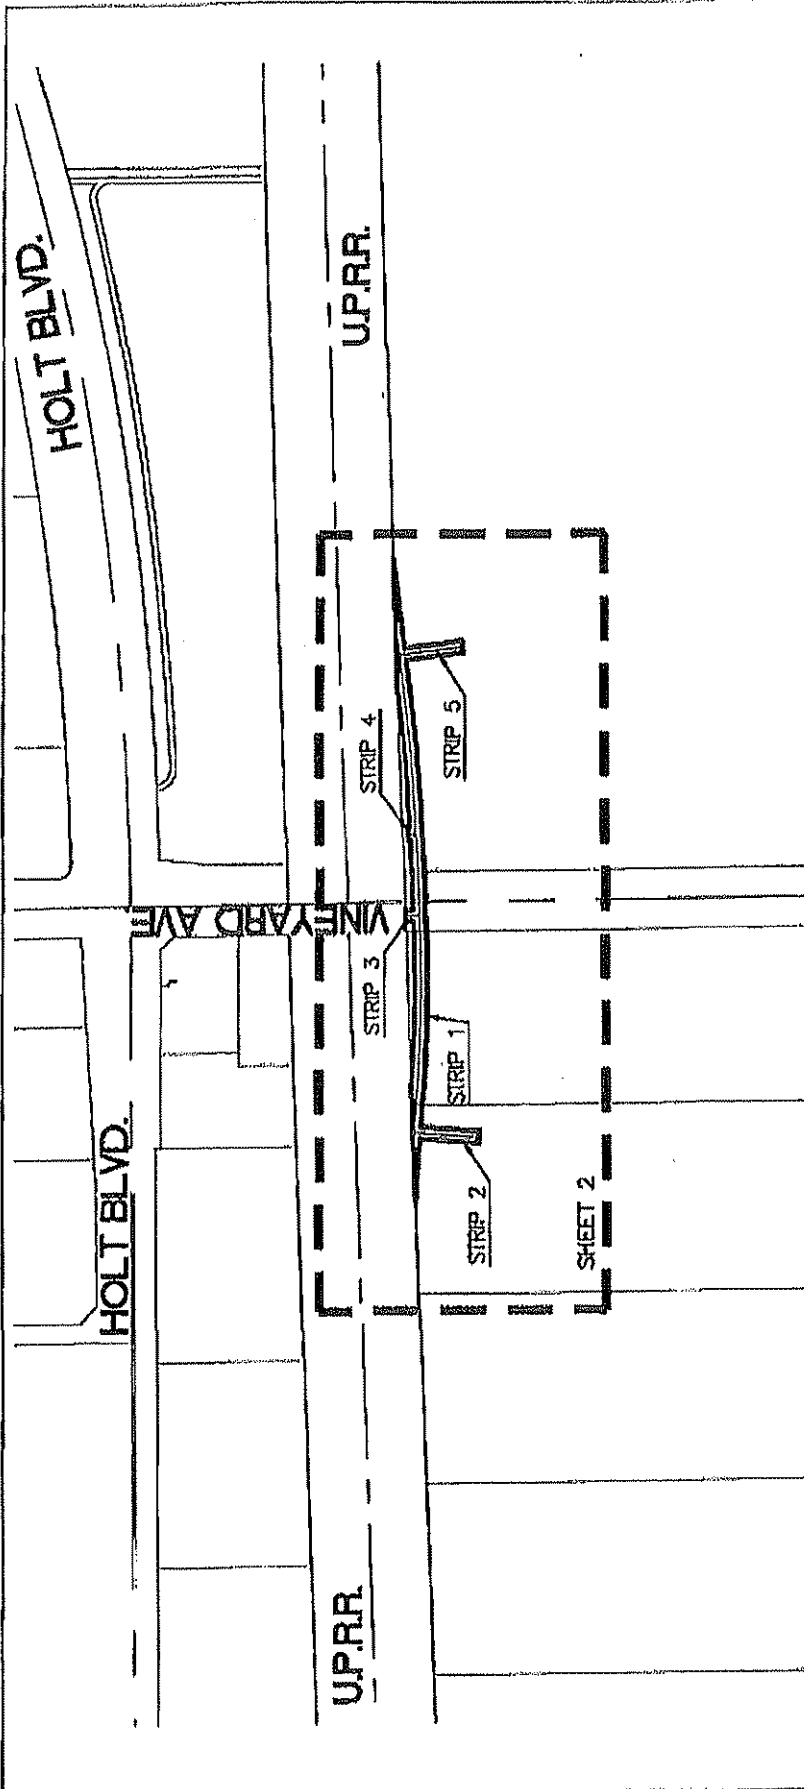 HOLT BLVD.
U.P.R.R.
STRIP 4
STRIP 5
VINEYARD AVE
STRIP 3
STRIP 1
HOLT BLVD.
STRIP 2
SHEET 2
U.P.R.R.